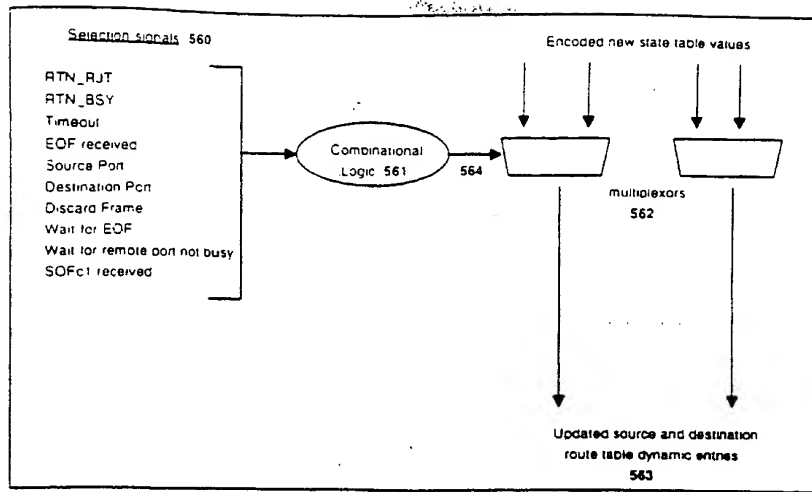 Selection signals 560
RTN_RJT
RTN_BSY
Timeout
EOF received
Source Port
Destination Port
Discard Frame
Wait for EOF
Wait for remote port not busy
SOFc1 received
Combinational
Logic 561
564
Encoded new state table values
multiplexors
562
Updated source and destination
route table dynamic entries
563